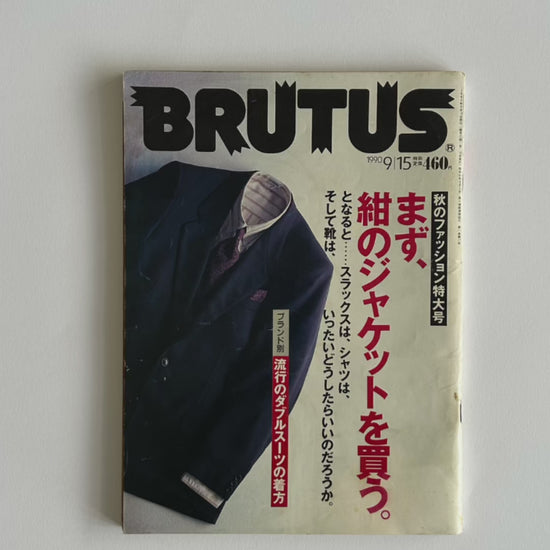 BRUTUS
®
1990 9/15 特別定価460円
秋のファッション特大号
まず、
紺のジャケットを買う。
となると……スラックスは、シャツは、
そして靴は、
いったいどうしたらいいのだろうか。
ブランド別
流行のダブルスーツの着方